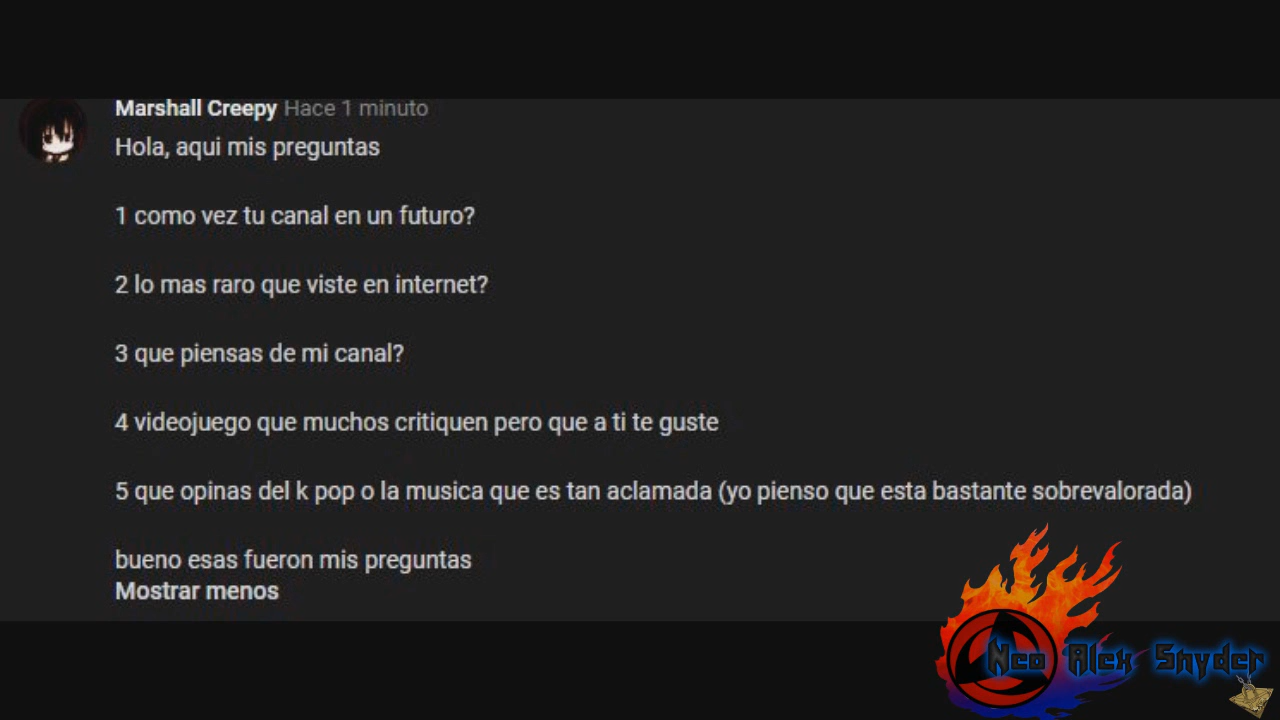 Marshall Creepy Hace 1 minuto
Hola, aqui mis preguntas
1 como vez tu canal en un futuro?
2 lo mas raro que viste en internet?
3 que piensas de mi canal?
4 videojuego que muchos critiquen pero que a ti te guste
5 que opinas del k pop o la musica que es tan aclamada (yo pienso que esta bastante sobrevalorada)
bueno esas fueron mis preguntas
Mostrar menos
Neo Alex Snyder